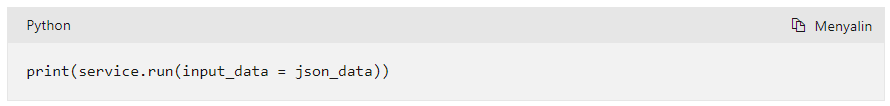 Python
Menyalin
print(service.run(input_data = json_data))